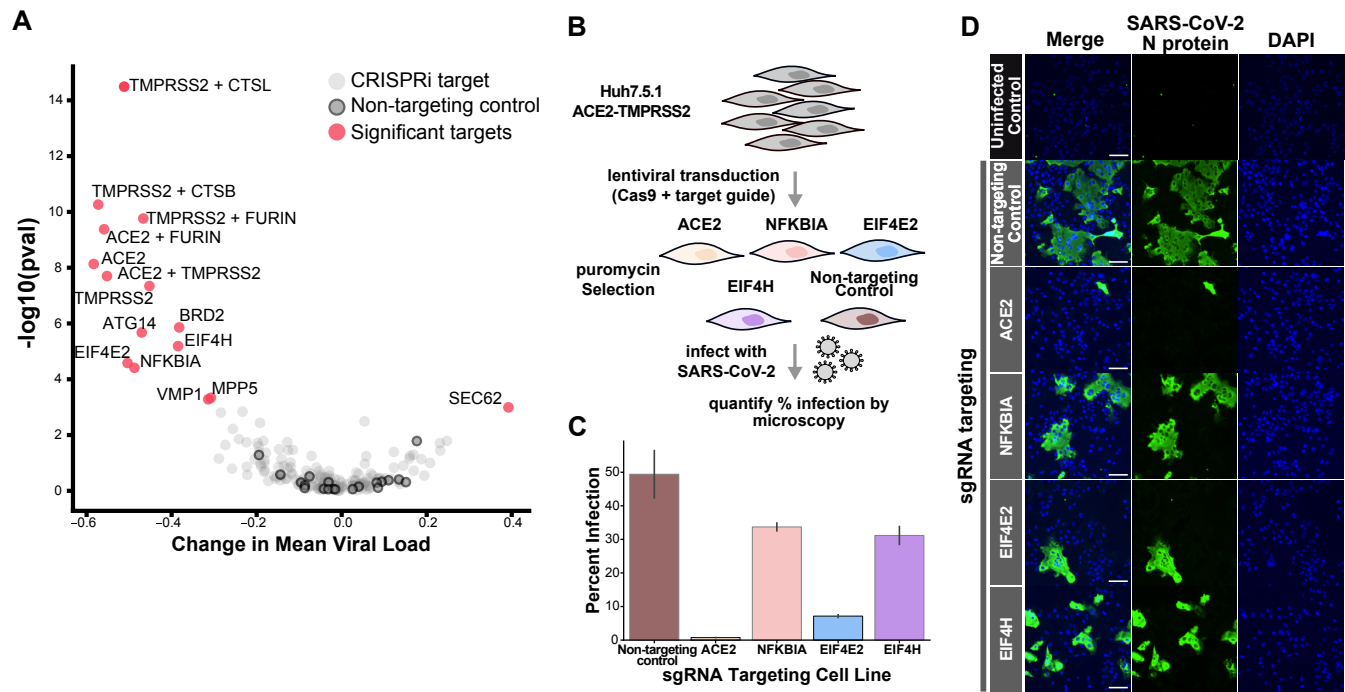 A
CRISPRi target
Non-targeting control
Significant targets
TMPRSS2 + CTSL
TMPRSS2 + CTSB
TMPRSS2 + FURIN
ACE2 + FURIN
ACE2
ACE2 + TMPRSS2
TMPRSS2
ATG14
BRD2
EIF4H
EIF4E2
NFKBIA
VMP1
MPP5
SEC62
-log10(pval)
14
12
10
8
6
4
2
0
−0.6
−0.4
−0.2
0.0
0.2
0.4
Change in Mean Viral Load
B
Huh7.5.1
ACE2-TMPRSS2
lentiviral transduction
(Cas9 + target guide)
ACE2
NFKBIA
EIF4E2
puromycin
Selection
EIF4H
Non-targeting
Control
infect with
SARS-CoV-2
quantify % infection by
microscopy
C
Percent Infection
50
40
30
20
10
0
Non-targeting
control
ACE2
NFKBIA
EIF4E2
EIF4H
sgRNA Targeting Cell Line
D
Merge
SARS-CoV-2
N protein
DAPI
Uninfected
Control
Non-targeting
Control
ACE2
NFKBIA
EIF4E2
EIF4H
sgRNA targeting